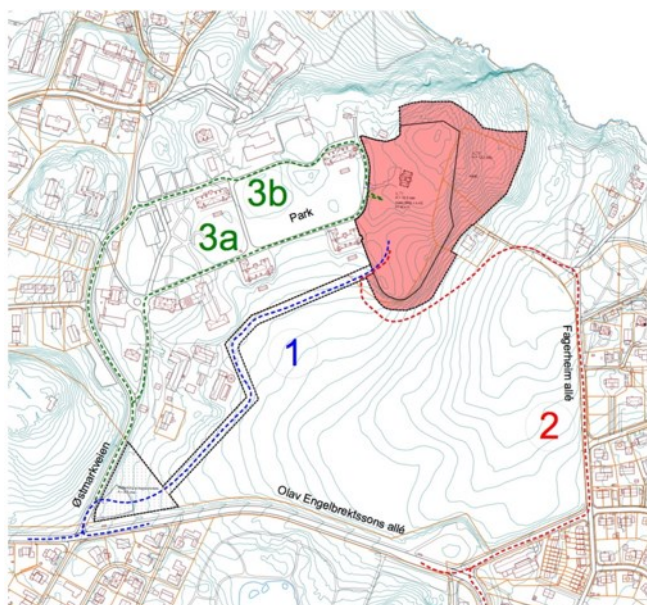 3b
Park
3a
1
Fagerheim allé
2
Østmarkveien
Olav Engelbrektssons allé